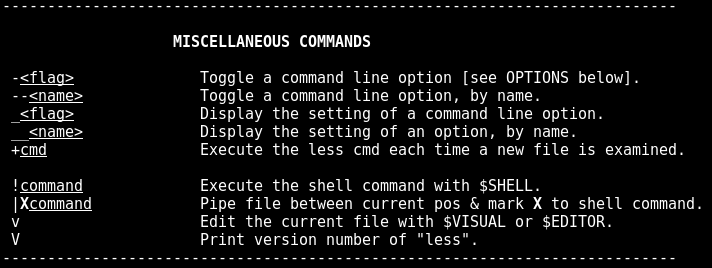 ---------------------------------------------------------------------------
MISCELLANEOUS COMMANDS
-<flag>              Toggle a command line option [see OPTIONS below].
--<name>             Toggle a command line option, by name.
_<flag>              Display the setting of a command line option.
__<name>             Display the setting of an option, by name.
+cmd                 Execute the less cmd each time a new file is examined.
!command             Execute the shell command with $SHELL.
|Xcommand            Pipe file between current pos & mark X to shell command.
v                    Edit the current file with $VISUAL or $EDITOR.
V                    Print version number of "less".
---------------------------------------------------------------------------